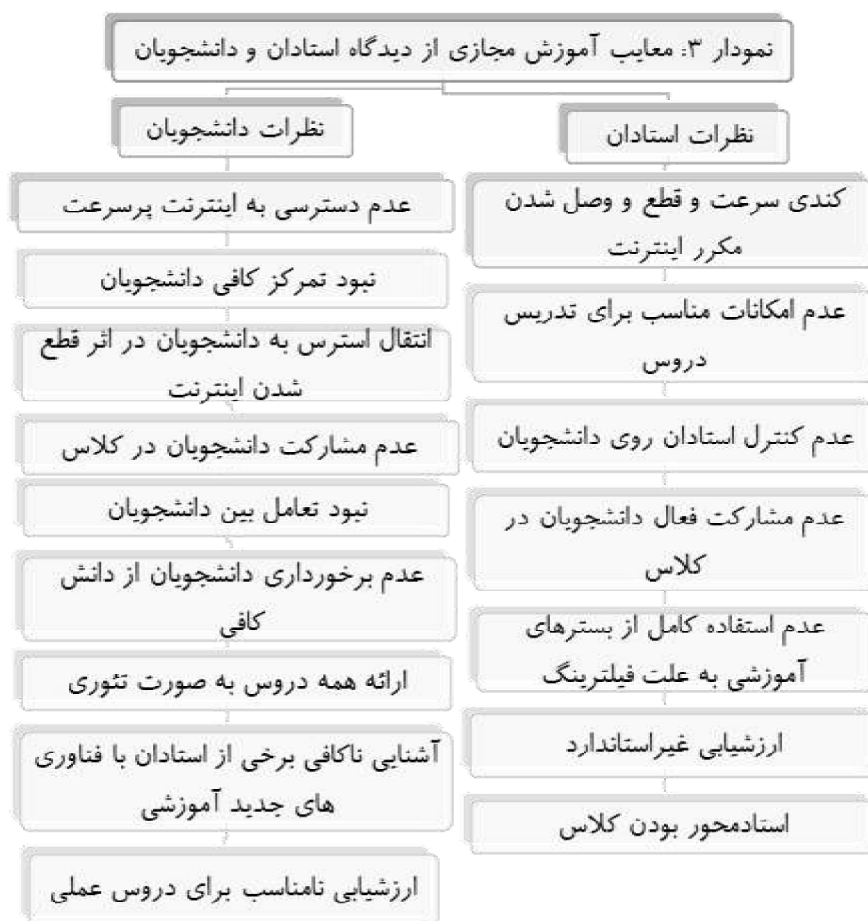 نمودار ۳: معایب آموزش مجازی از دیدگاه استادان و دانشجویان
نظرات استادان
کندی سرعت و قطع و وصل شدن
مکرر اینترنت
عدم امکانات مناسب برای تدریس
دروس
عدم کنترل استادان روی دانشجویان
عدم مشارکت فعال دانشجویان در
کلاس
عدم استفاده کامل از بسترهای
آموزشی به علت فیلترینگ
ارزشیابی غیراستاندارد
استادمحور بودن کلاس
نظرات دانشجویان
عدم دسترسی به اینترنت پرسرعت
نبود تمرکز کافی دانشجویان
انتقال استرس به دانشجویان در اثر قطع
شدن اینترنت
عدم مشارکت دانشجویان در کلاس
نبود تعامل بین دانشجویان
عدم برخورداری دانشجویان از دانش
کافی
ارائه همه دروس به صورت تئوری
آشنایی ناکافی برخی از استادان با فناوری
های جدید آموزشی
ارزشیابی نامناسب برای دروس عملی